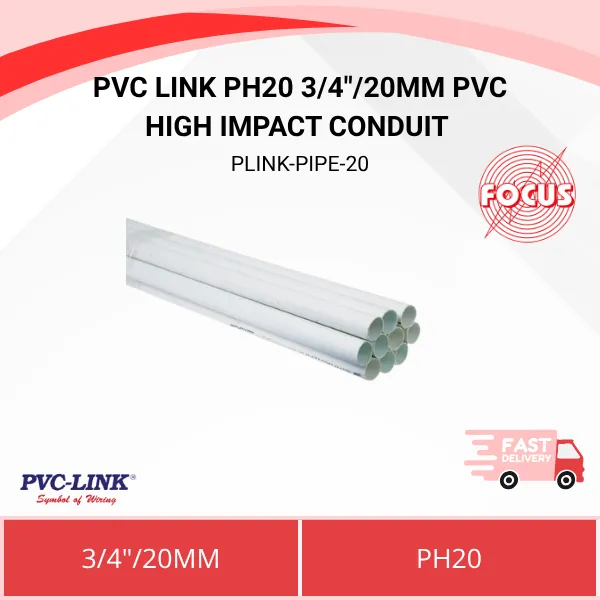 PVC LINK PH20 3/4"/20MM PVC
HIGH IMPACT CONDUIT
PLINK-PIPE-20
FOCUS
FAST
DELIVERY
PVC-LINK®
Symbol of Wiring
3/4"/20MM
PH20